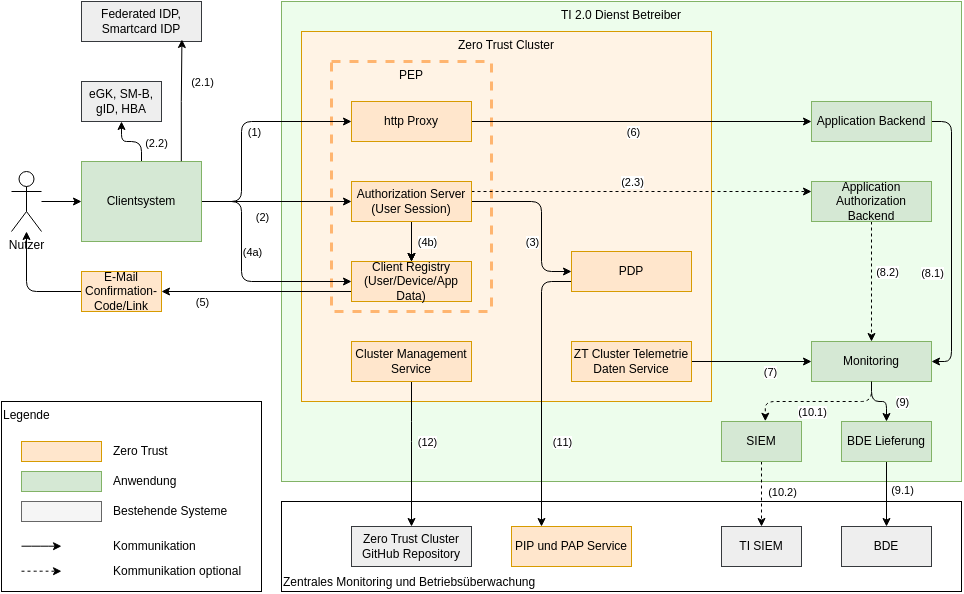 Federated IDP,
Smartcard IDP
TI 2.0 Dienst Betreiber
Zero Trust Cluster
PEP
(2.1)
eGK, SM-B,
gID, HBA
(2.2)
http Proxy
(1)
(6)
Application Backend
Clientsystem
Authorization Server
(User Session)
(2.3)
Application
Authorization
Backend
(2)
(3)
(4b)
(4a)
Nutzer
Client Registry
(User/Device/App
Data)
PDP
(8.2)
(8.1)
E-Mail
Confirmation-
Code/Link
(5)
Cluster Management
Service
ZT Cluster Telemetrie
Daten Service
(7)
Monitoring
(10.1)
(9)
Legende
Zero Trust
Anwendung
Bestehende Systeme
Kommunikation
Kommunikation optional
(12)
(11)
SIEM
BDE Lieferung
(10.2)
(9.1)
Zero Trust Cluster
GitHub Repository
PIP und PAP Service
TI SIEM
BDE
Zentrales Monitoring und Betriebsüberwachung